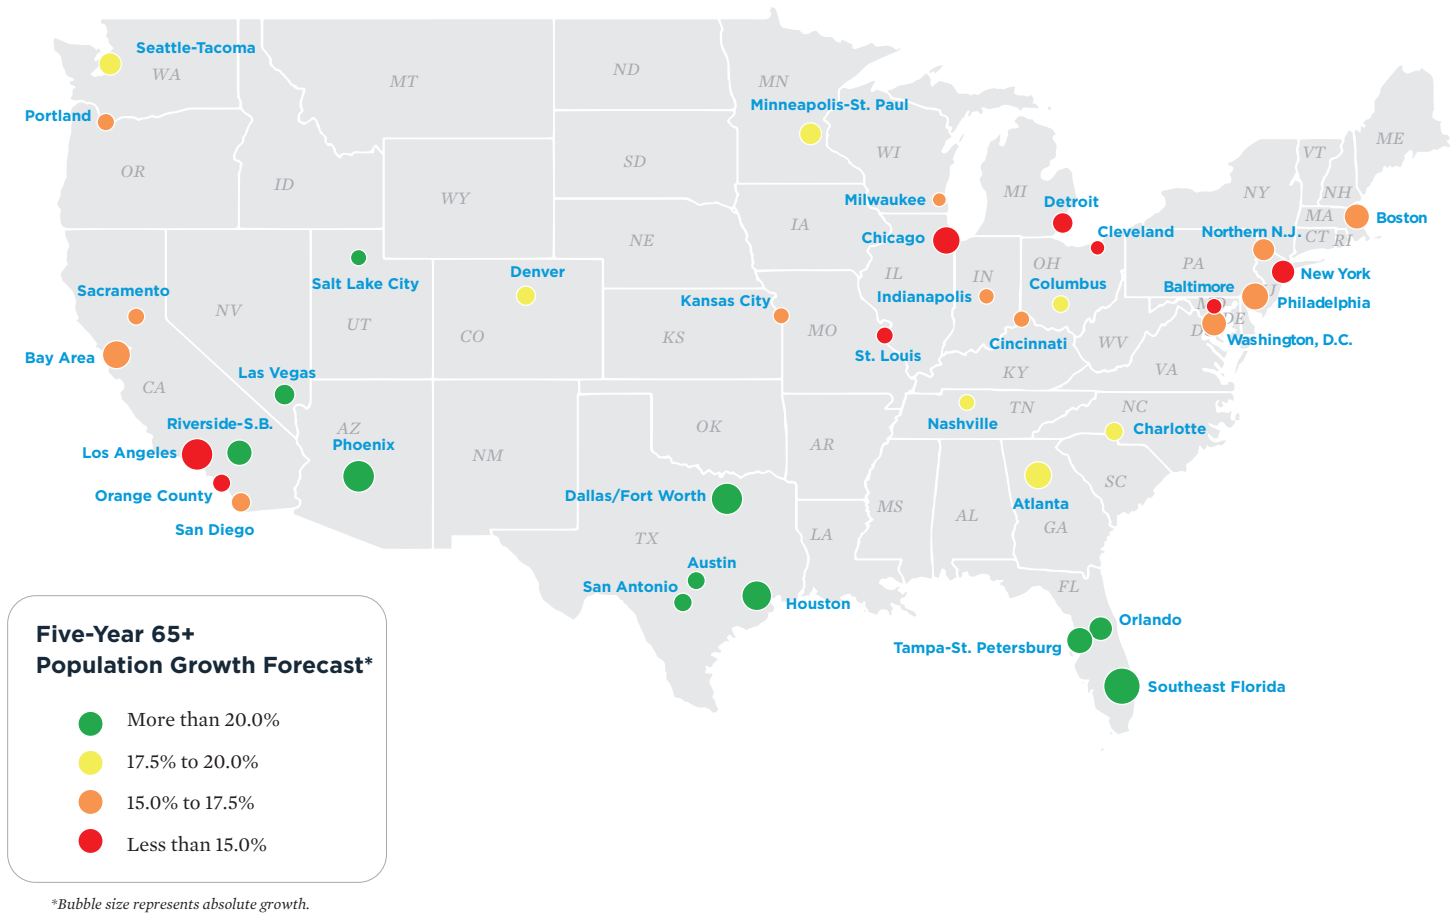 Seattle-Tacoma
WA
MT
ND
MN
Minneapolis-St. Paul
Portland
OR
ID
WY
SD
WI
MI
NY
VT
NH
ME
MA
CT
RI
Milwaukee
Detroit
Boston
Chicago
Cleveland
Northern N.J.
NV
Salt Lake City
UT
Denver
CO
NE
IA
IL
IN
OH
PA
New York
Sacramento
Kansas City
Indianapolis
Columbus
Baltimore
Philadelphia
MD
DE
Bay Area
CA
KS
MO
St. Louis
Cincinnati
WV
Washington, D.C.
Las Vegas
KY
VA
Riverside-S.B.
AZ
Phoenix
Los Angeles
NM
OK
AR
Nashville
TN
NC
Charlotte
Orange County
San Diego
Dallas/Fort Worth
MS
AL
Atlanta
GA
SC
TX
LA
Austin
San Antonio
Houston
FL
Orlando
Tampa-St. Petersburg
Southeast Florida
Five-Year 65+
Population Growth Forecast*
More than 20.0%
17.5% to 20.0%
15.0% to 17.5%
Less than 15.0%
*Bubble size represents absolute growth.